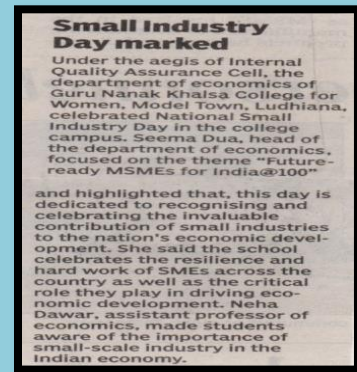 Small Industry
Day marked
Under the aegis of Internal
Quality Assurance Cell, the
department of economics of
Guru Nanak Khalsa College for
Women, Model Town, Ludhiana,
celebrated National Small
Industry Day in the college
campus. Seema Dua, head of
the department of economics,
focused on the theme “Future-
ready MSMEs for India@100”
and highlighted that, this day is
dedicated to recognising and
celebrating the invaluable
contribution of small industries
to the nation's economic devel-
opment. She said the school
celebrates the resilience and
hard work of SMEs across the
country as well as the critical
role they play in driving eco-
nomic development. Neha
Dawar, assistant professor of
economics, made students
aware of the importance of
small-scale industry in the
Indian economy.